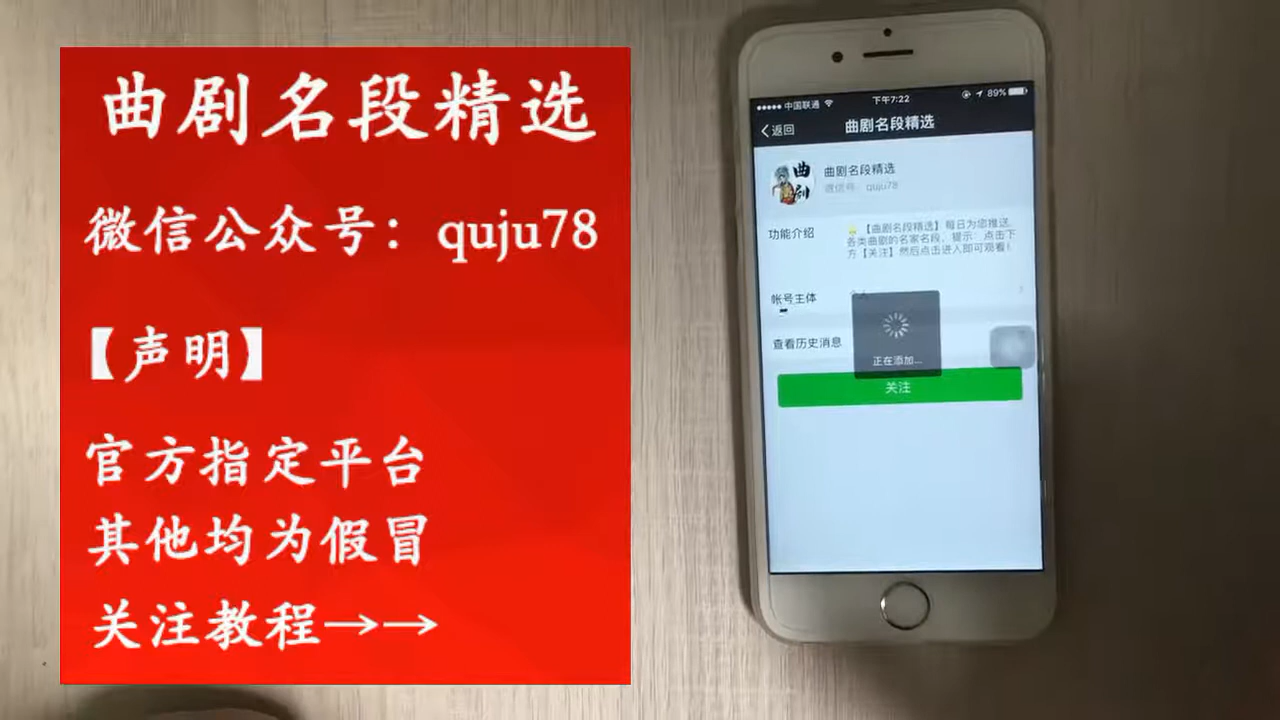 曲剧名段精选
微信公众号：quju78
【声明】
官方指定平台
其他均为假冒
关注教程→→
中国联通
下午7:22
89%
返回
曲剧名段精选
曲剧
曲剧名段精选
微信号：quju78
功能介绍
【曲剧名段精选】每日为您推送
各类曲剧的名家名段，提示：点击下
方【关注】然后点击进入即可观看！
帐号主体
查看历史消息
正在添加...
关注